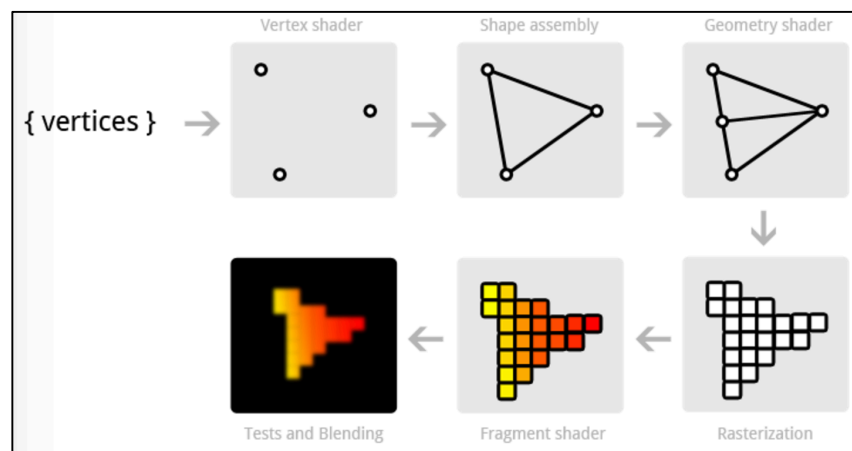 Vertex shader
Shape assembly
Geometry shader
{ vertices }
Tests and Blending
Fragment shader
Rasterization